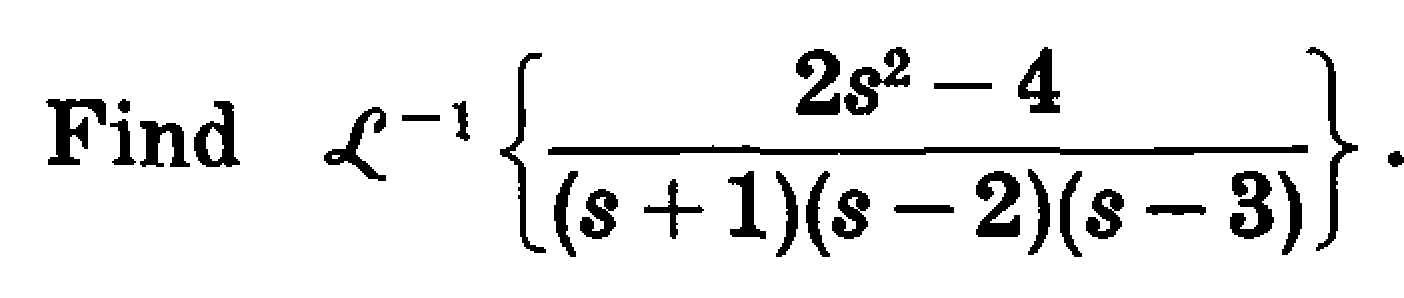 Find ℒ⁻¹ { (2s² − 4) / ((s + 1)(s − 2)(s − 3)) } .